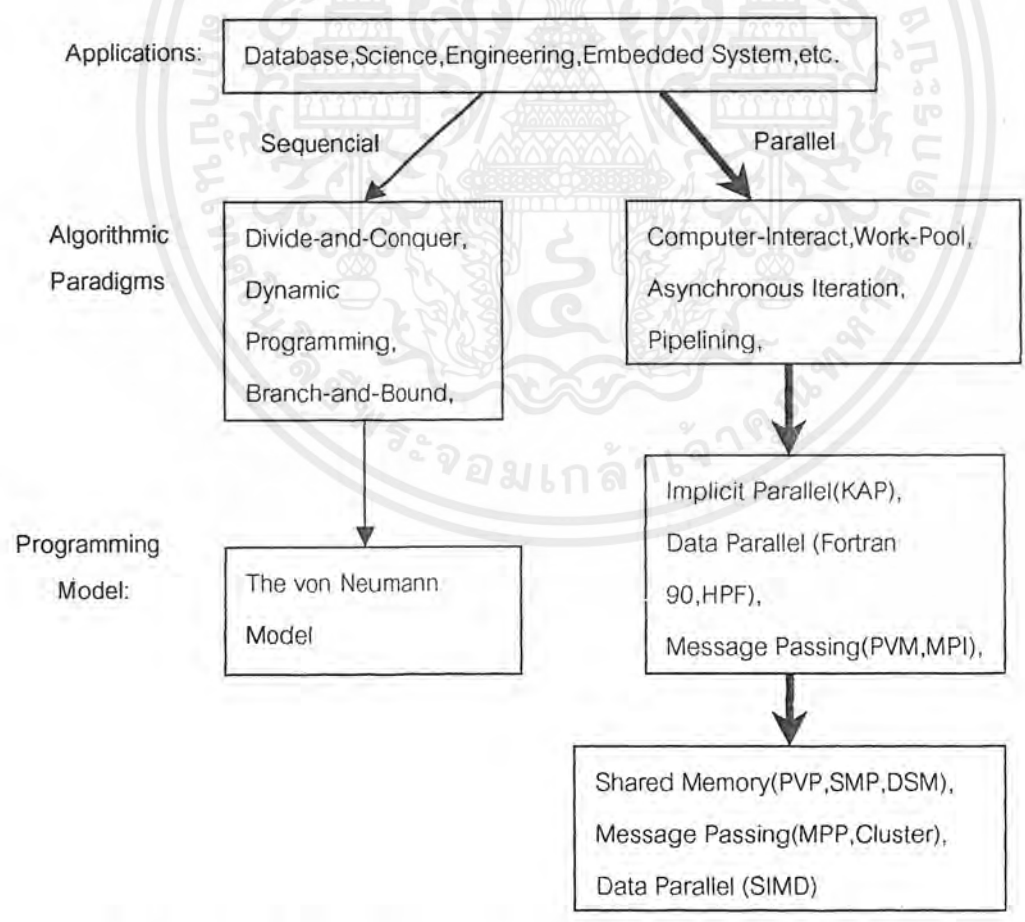 Applications:
Database,Science,Engineering,Embedded System,etc.
Sequencial
Parallel
Algorithmic
Paradigms
Divide-and-Conquer,
Dynamic
Programming,
Branch-and-Bound,
Computer-Interact,Work-Pool,
Asynchronous Iteration,
Pipelining,
Programming
Model:
The von Neumann
Model
Implicit Parallel(KAP),
Data Parallel (Fortran
90,HPF),
Message Passing(PVM,MPI),
Shared Memory(PVP,SMP,DSM),
Message Passing(MPP,Cluster),
Data Parallel (SIMD)